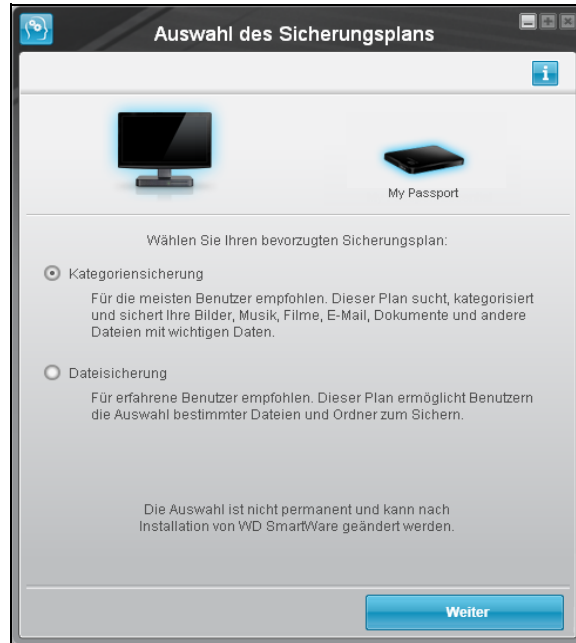 Auswahl des Sicherungsplans
My Passport
Wählen Sie Ihren bevorzugten Sicherungsplan:
Kategoriensicherung
Für die meisten Benutzer empfohlen. Dieser Plan sucht, kategorisiert
und sichert Ihre Bilder, Musik, Filme, E-Mail, Dokumente und andere
Dateien mit wichtigen Daten.
Dateisicherung
Für erfahrene Benutzer empfohlen. Dieser Plan ermöglicht Benutzern
die Auswahl bestimmter Dateien und Ordner zum Sichern.
Die Auswahl ist nicht permanent und kann nach
Installation von WD SmartWare geändert werden.
Weiter